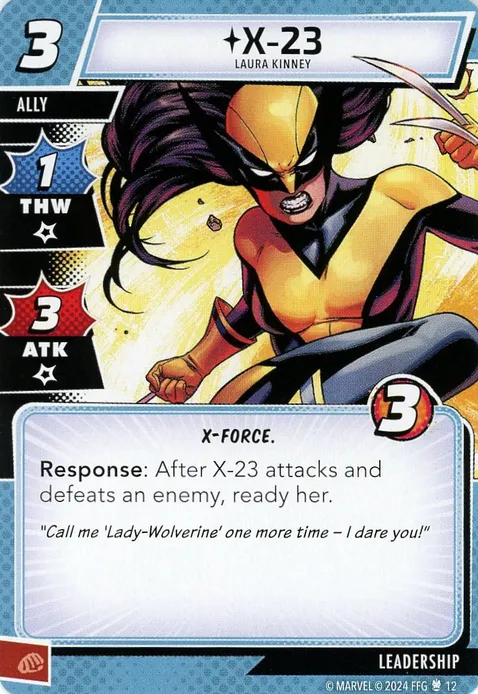 3
X-23
LAURA KINNEY
ALLY
1
THW
3
ATK
3
X-FORCE.
Response: After X-23 attacks and
defeats an enemy, ready her.
"Call me 'Lady-Wolverine' one more time – I dare you!"
LEADERSHIP
© MARVEL © 2024 FFG 12